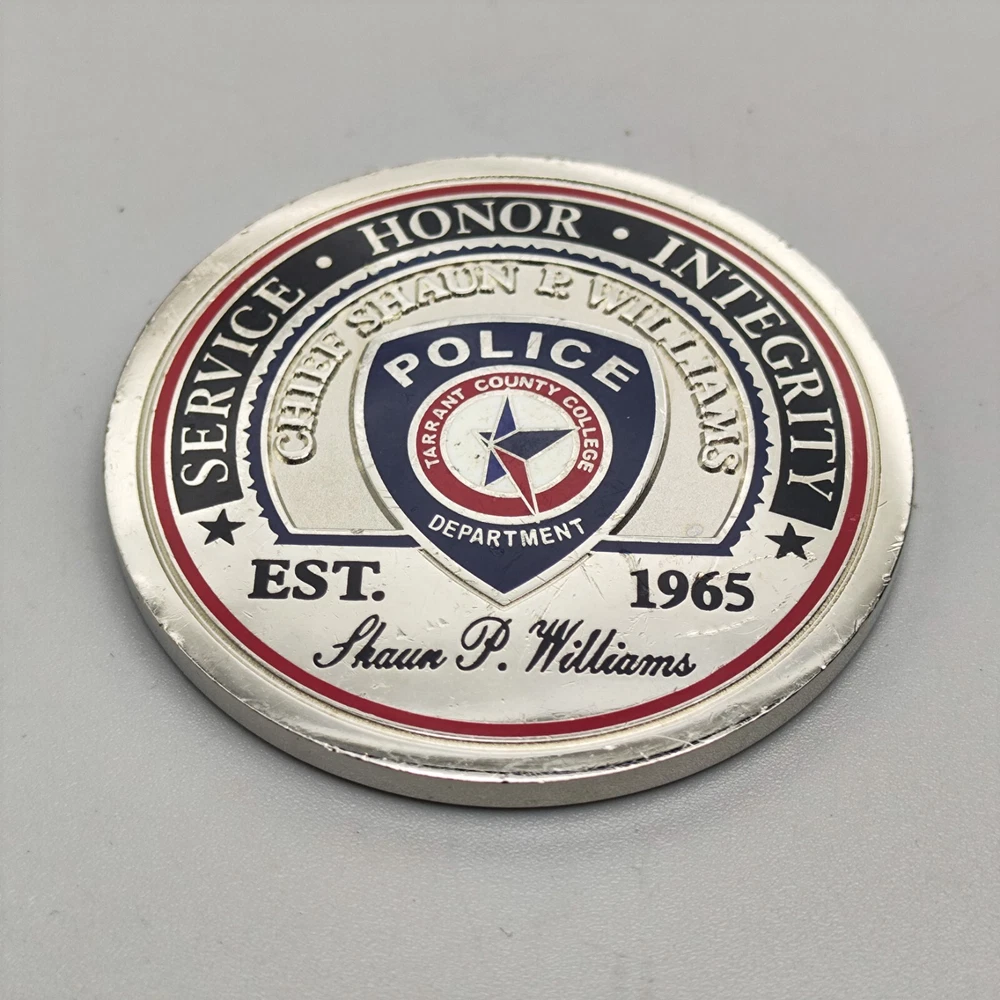 SERVICE • HONOR • INTEGRITY
CHIEF SHAUN P. WILLIAMS
POLICE
TARRANT COUNTY COLLEGE
DEPARTMENT
EST. 1965
Shaun P. Williams